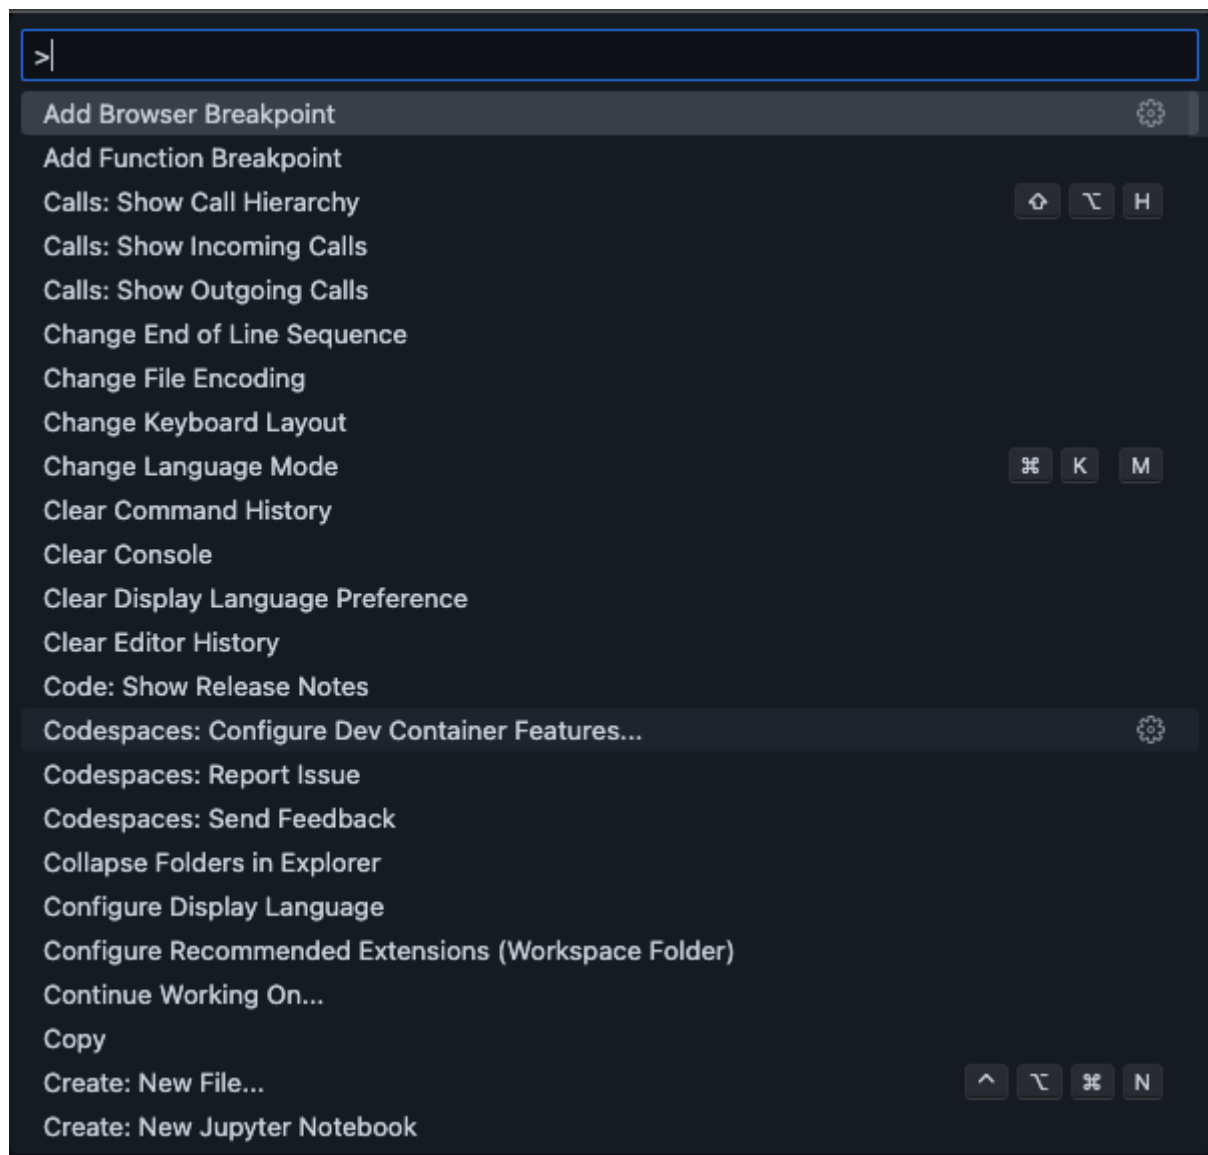 >
Add Browser Breakpoint
Add Function Breakpoint
Calls: Show Call Hierarchy ⇧ ⌥ H
Calls: Show Incoming Calls
Calls: Show Outgoing Calls
Change End of Line Sequence
Change File Encoding
Change Keyboard Layout
Change Language Mode ⌘ K M
Clear Command History
Clear Console
Clear Display Language Preference
Clear Editor History
Code: Show Release Notes
Codespaces: Configure Dev Container Features...
Codespaces: Report Issue
Codespaces: Send Feedback
Collapse Folders in Explorer
Configure Display Language
Configure Recommended Extensions (Workspace Folder)
Continue Working On...
Copy
Create: New File... ^ ⌥ ⌘ N
Create: New Jupyter Notebook